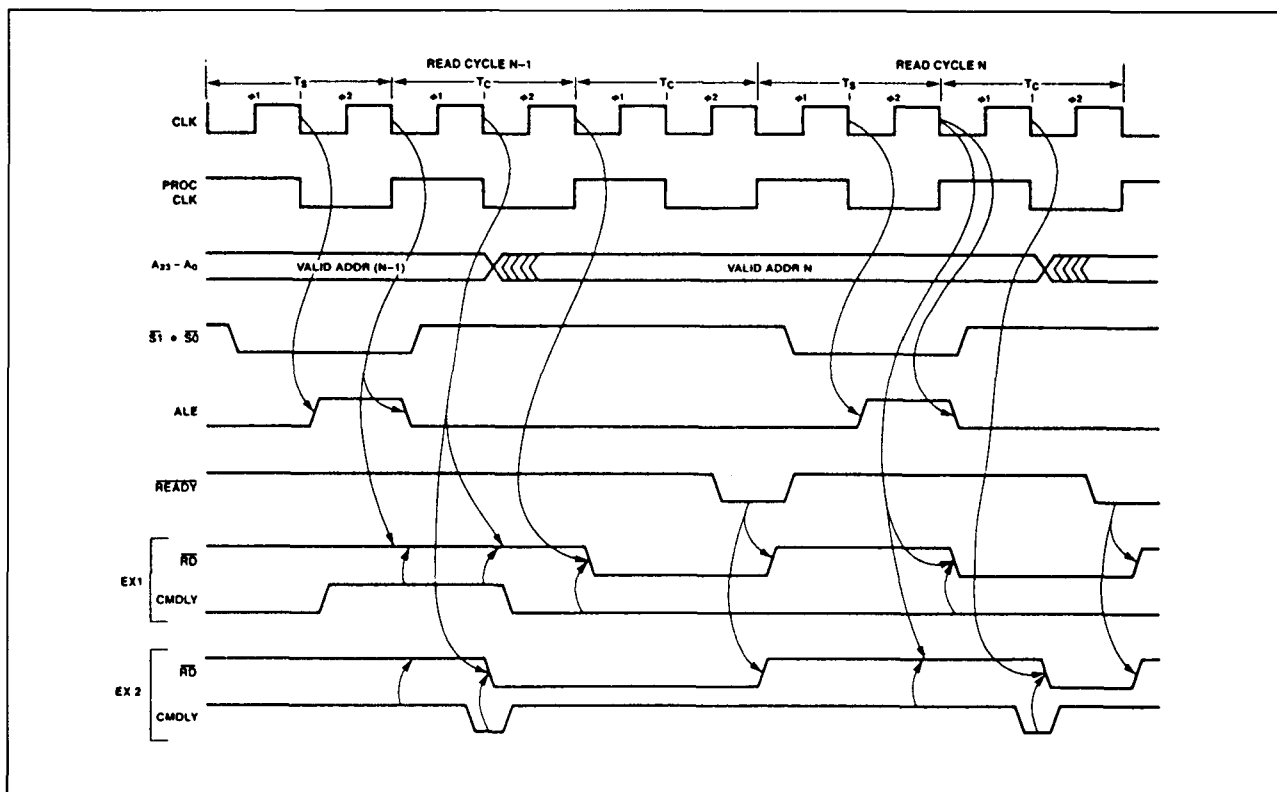 READ CYCLE N-1 READ CYCLE N
TS TC TC TS TC
φ1 φ2 φ1 φ2 φ1 φ2 φ1 φ2 φ1 φ2
CLK
PROC
CLK
A23 – A0 VALID ADDR (N-1) VALID ADDR N
S1 • S0
ALE
READY
RD
EX1
CMDLY
RD
EX 2
CMDLY